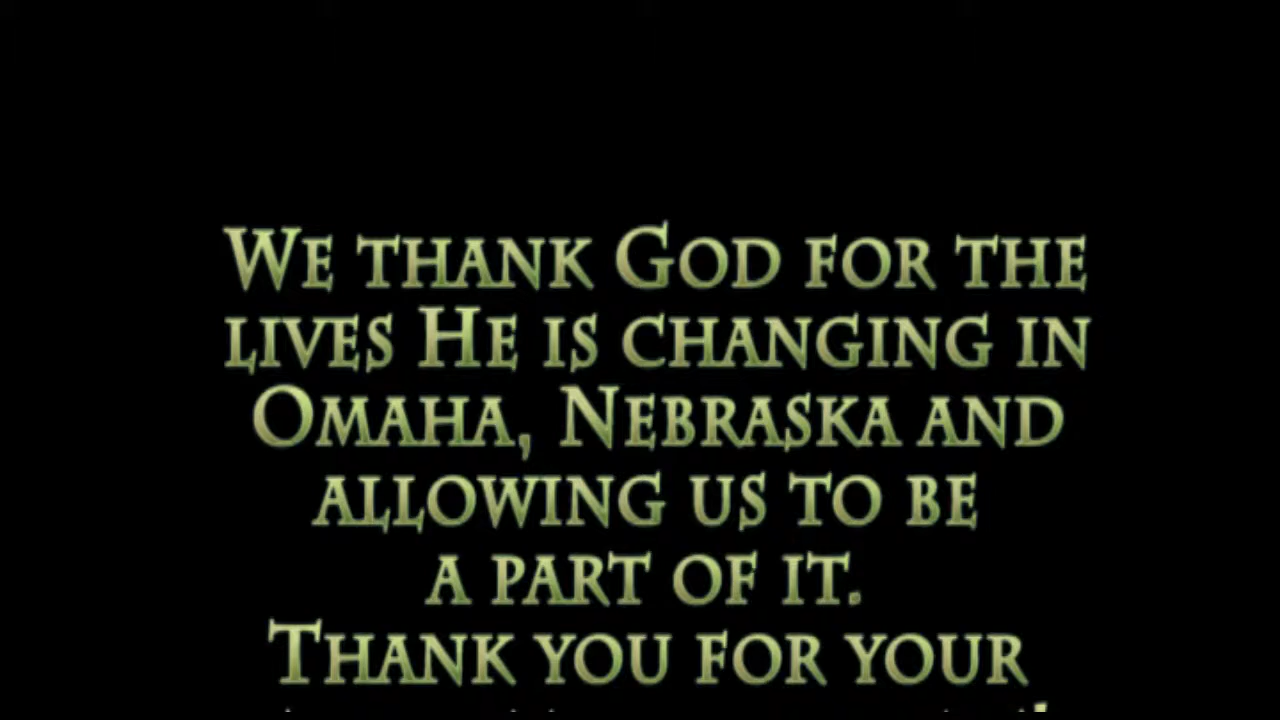 We thank God for the
lives He is changing in
Omaha, Nebraska and
allowing us to be
a part of it.
Thank you for your